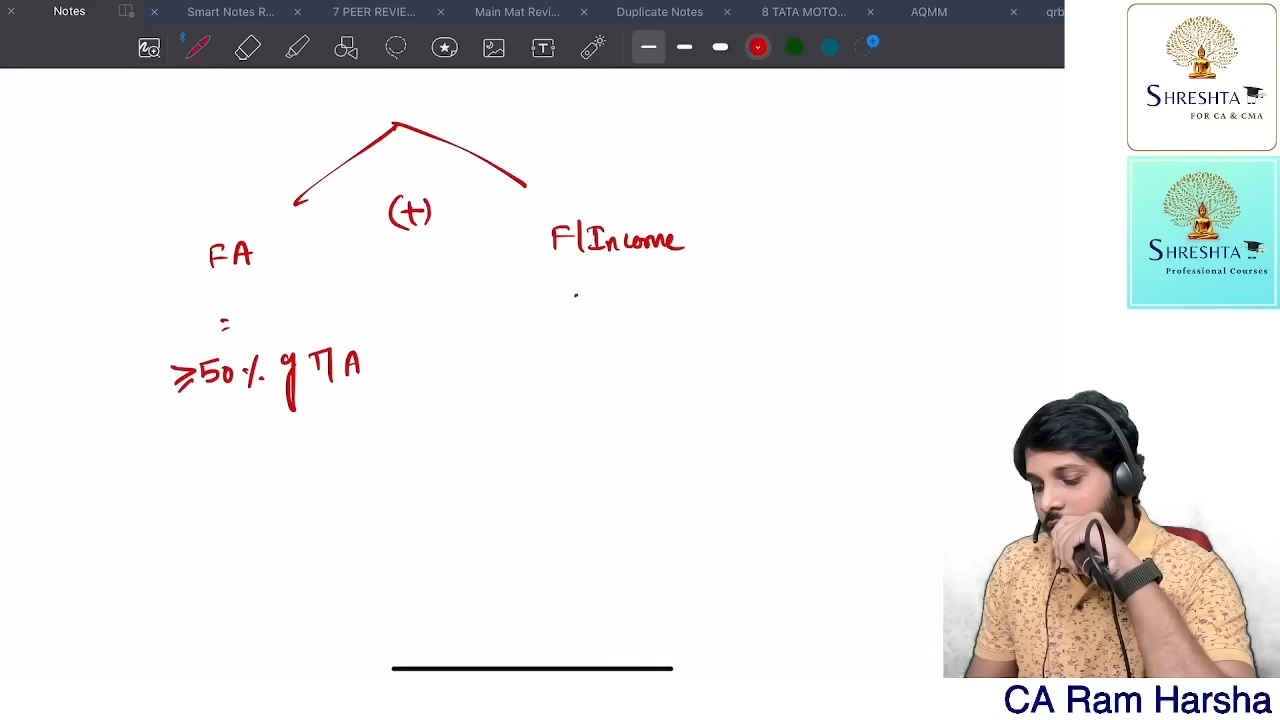 Notes
Smart Notes R...
7 PEER REVIE...
Main Mat Revi...
Duplicate Notes
8 TATA MOTO...
AQMM
qrb
SHRESHTA
FOR CA & CMA
SHRESHTA
Professional Courses
(+)
FA
F/Income
=
≥50% of TA
CA Ram Harsha